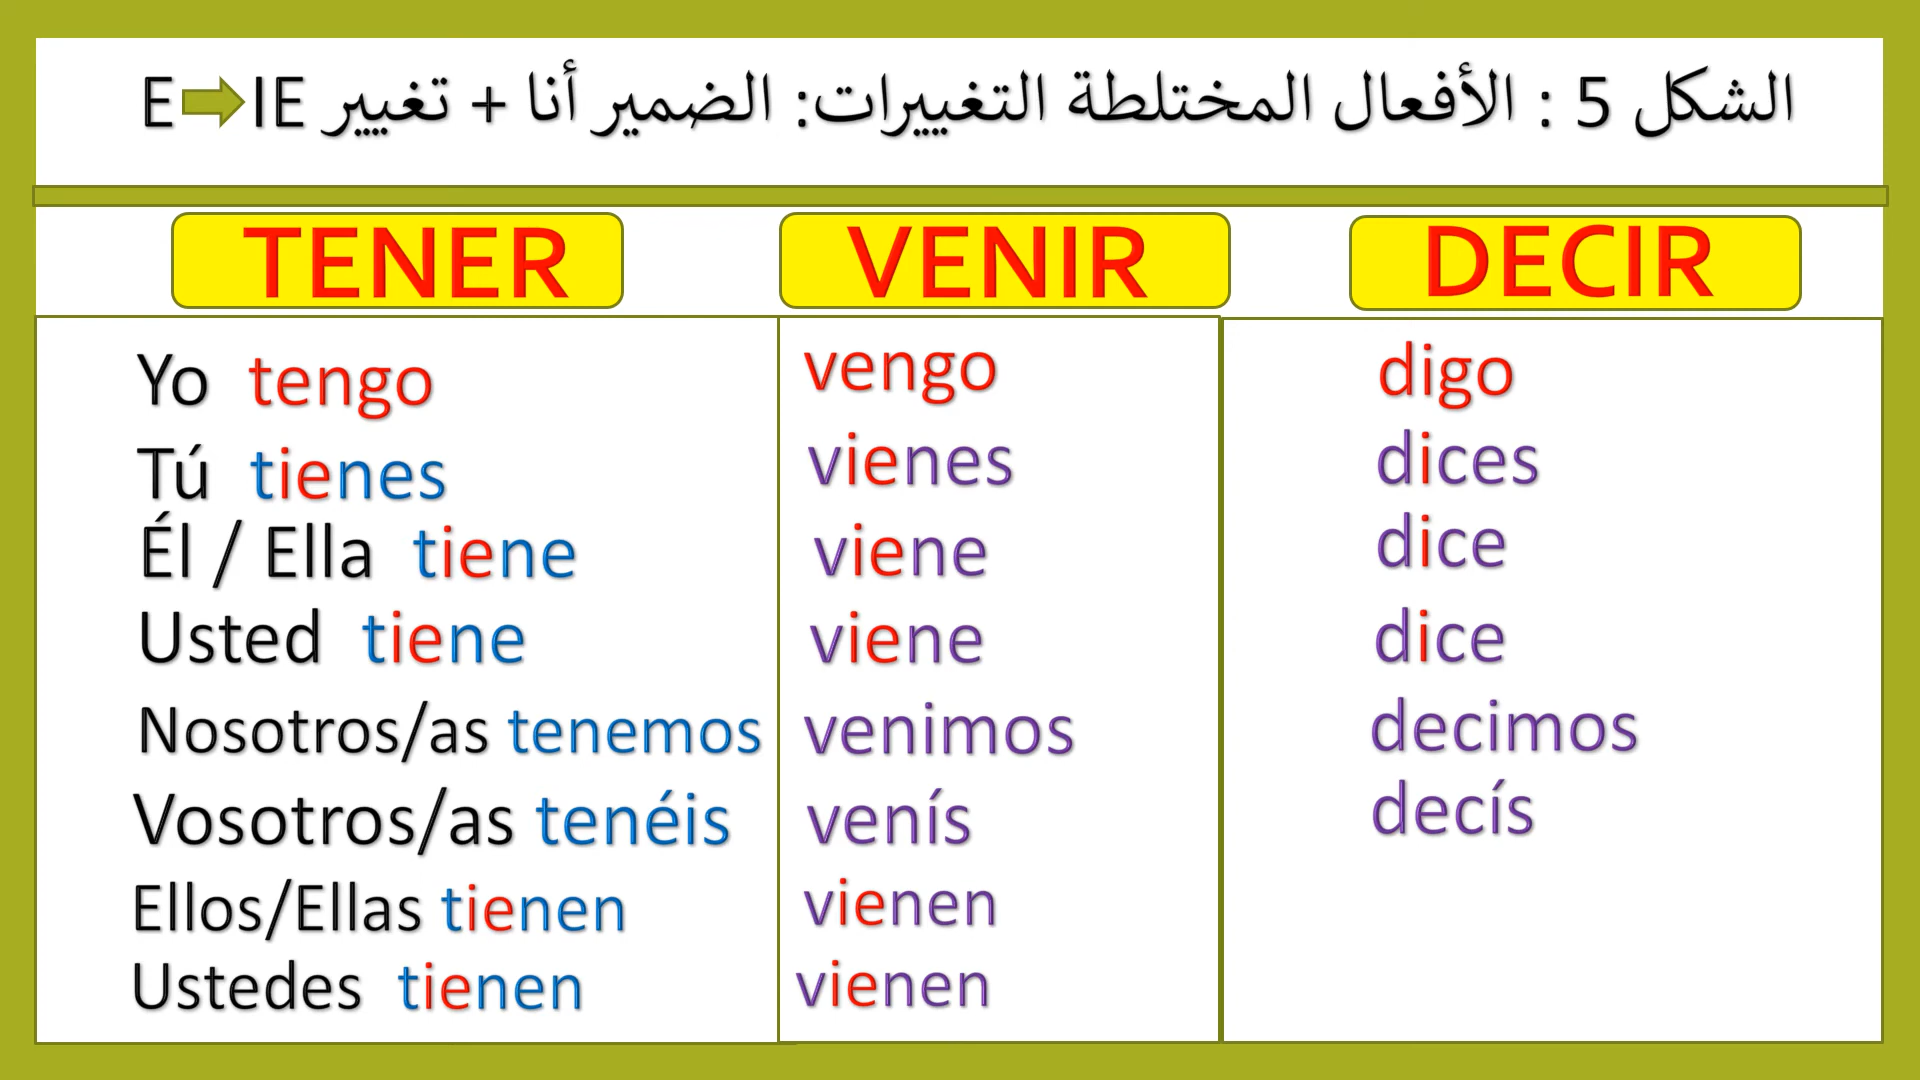 الشكل 5 : الأفعال المختلطة التغييرات: الضمير أنا + تغيير E IE
TENER VENIR DECIR
Yo tengo vengo digo
Tú tienes vienes dices
Él / Ella tiene viene dice
Usted tiene viene dice
Nosotros/as tenemos venimos decimos
Vosotros/as tenéis venís decís
Ellos/Ellas tienen vienen
Ustedes tienen vienen